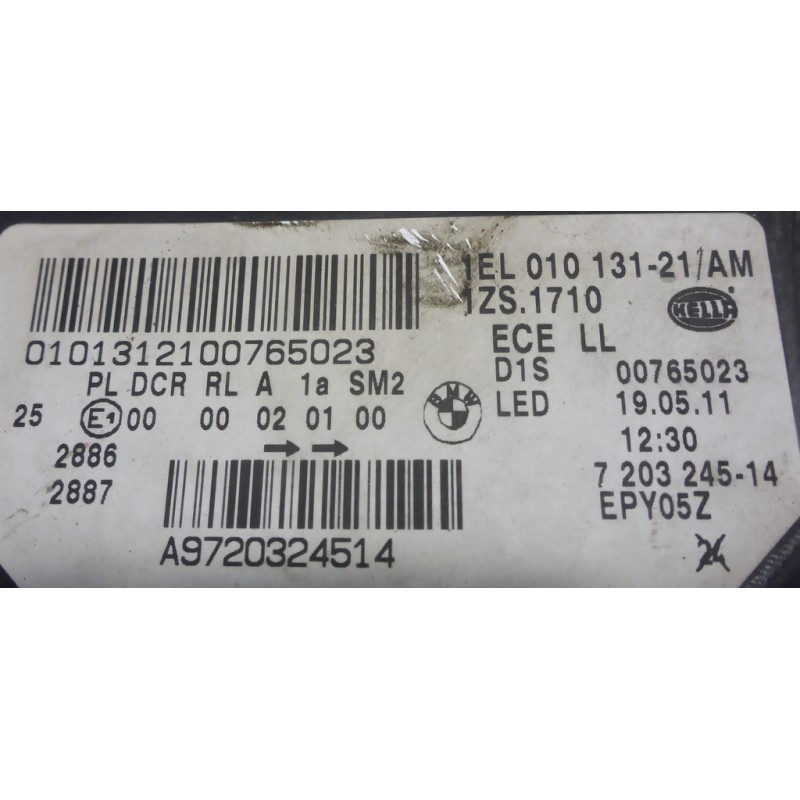 1EL 010 131-21/AM
1ZS.1710
HELLA
®
0101312100765023
ECE LL
PL DCR RL A 1a SM2
D1S 00765023
25 E1 00 00 02 01 00
BMW
LED 19.05.11
→ →
2886
12:30
2887
7 203 245-14
EPY05Z
A9720324514